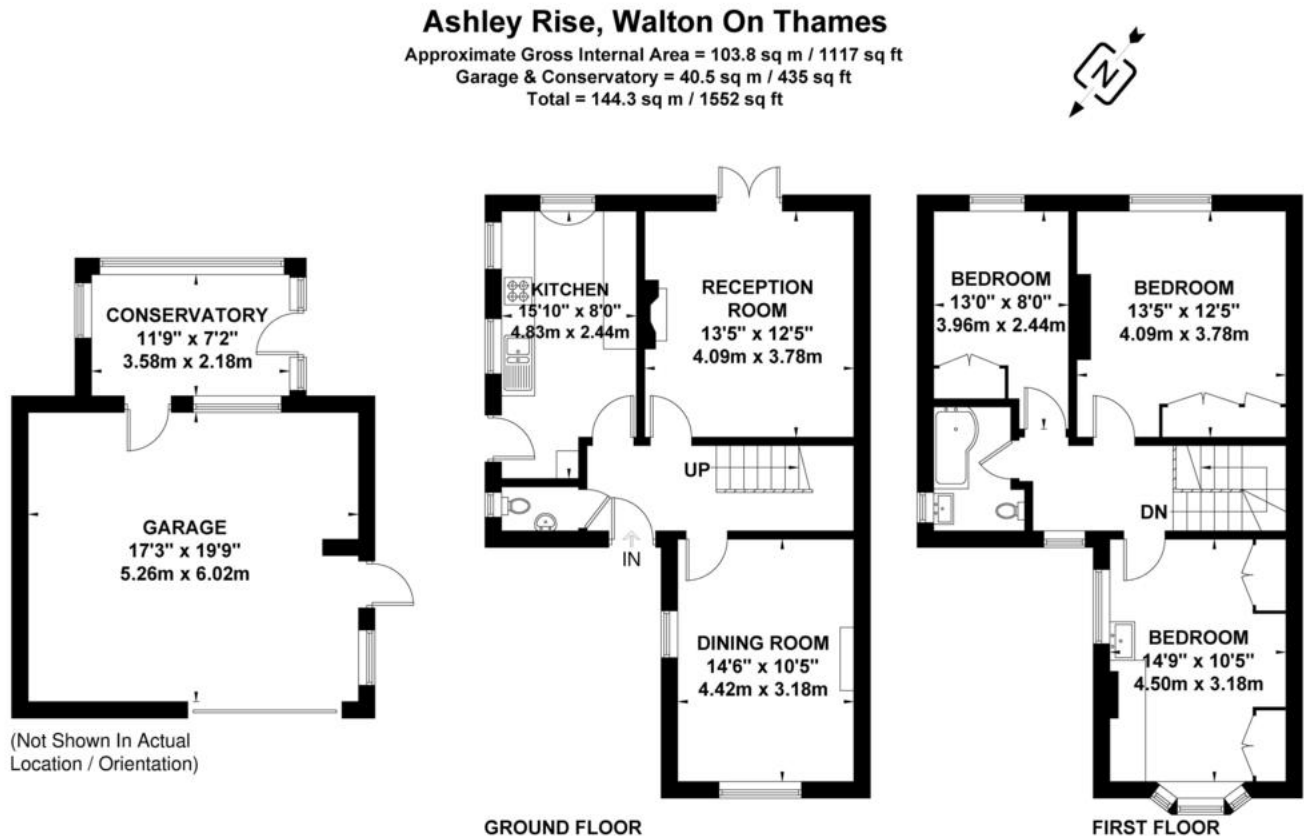 Ashley Rise, Walton On Thames
Approximate Gross Internal Area = 103.8 sq m / 1117 sq ft
Garage & Conservatory = 40.5 sq m / 435 sq ft
Total = 144.3 sq m / 1552 sq ft
N
CONSERVATORY
11'9" x 7'2"
3.58m x 2.18m
GARAGE
17'3" x 19'9"
5.26m x 6.02m
(Not Shown In Actual
Location / Orientation)
KITCHEN
15'10" x 8'0"
4.83m x 2.44m
RECEPTION
ROOM
13'5" x 12'5"
4.09m x 3.78m
UP
IN
DINING ROOM
14'6" x 10'5"
4.42m x 3.18m
GROUND FLOOR
BEDROOM
13'0" x 8'0"
3.96m x 2.44m
BEDROOM
13'5" x 12'5"
4.09m x 3.78m
DN
BEDROOM
14'9" x 10'5"
4.50m x 3.18m
FIRST FLOOR